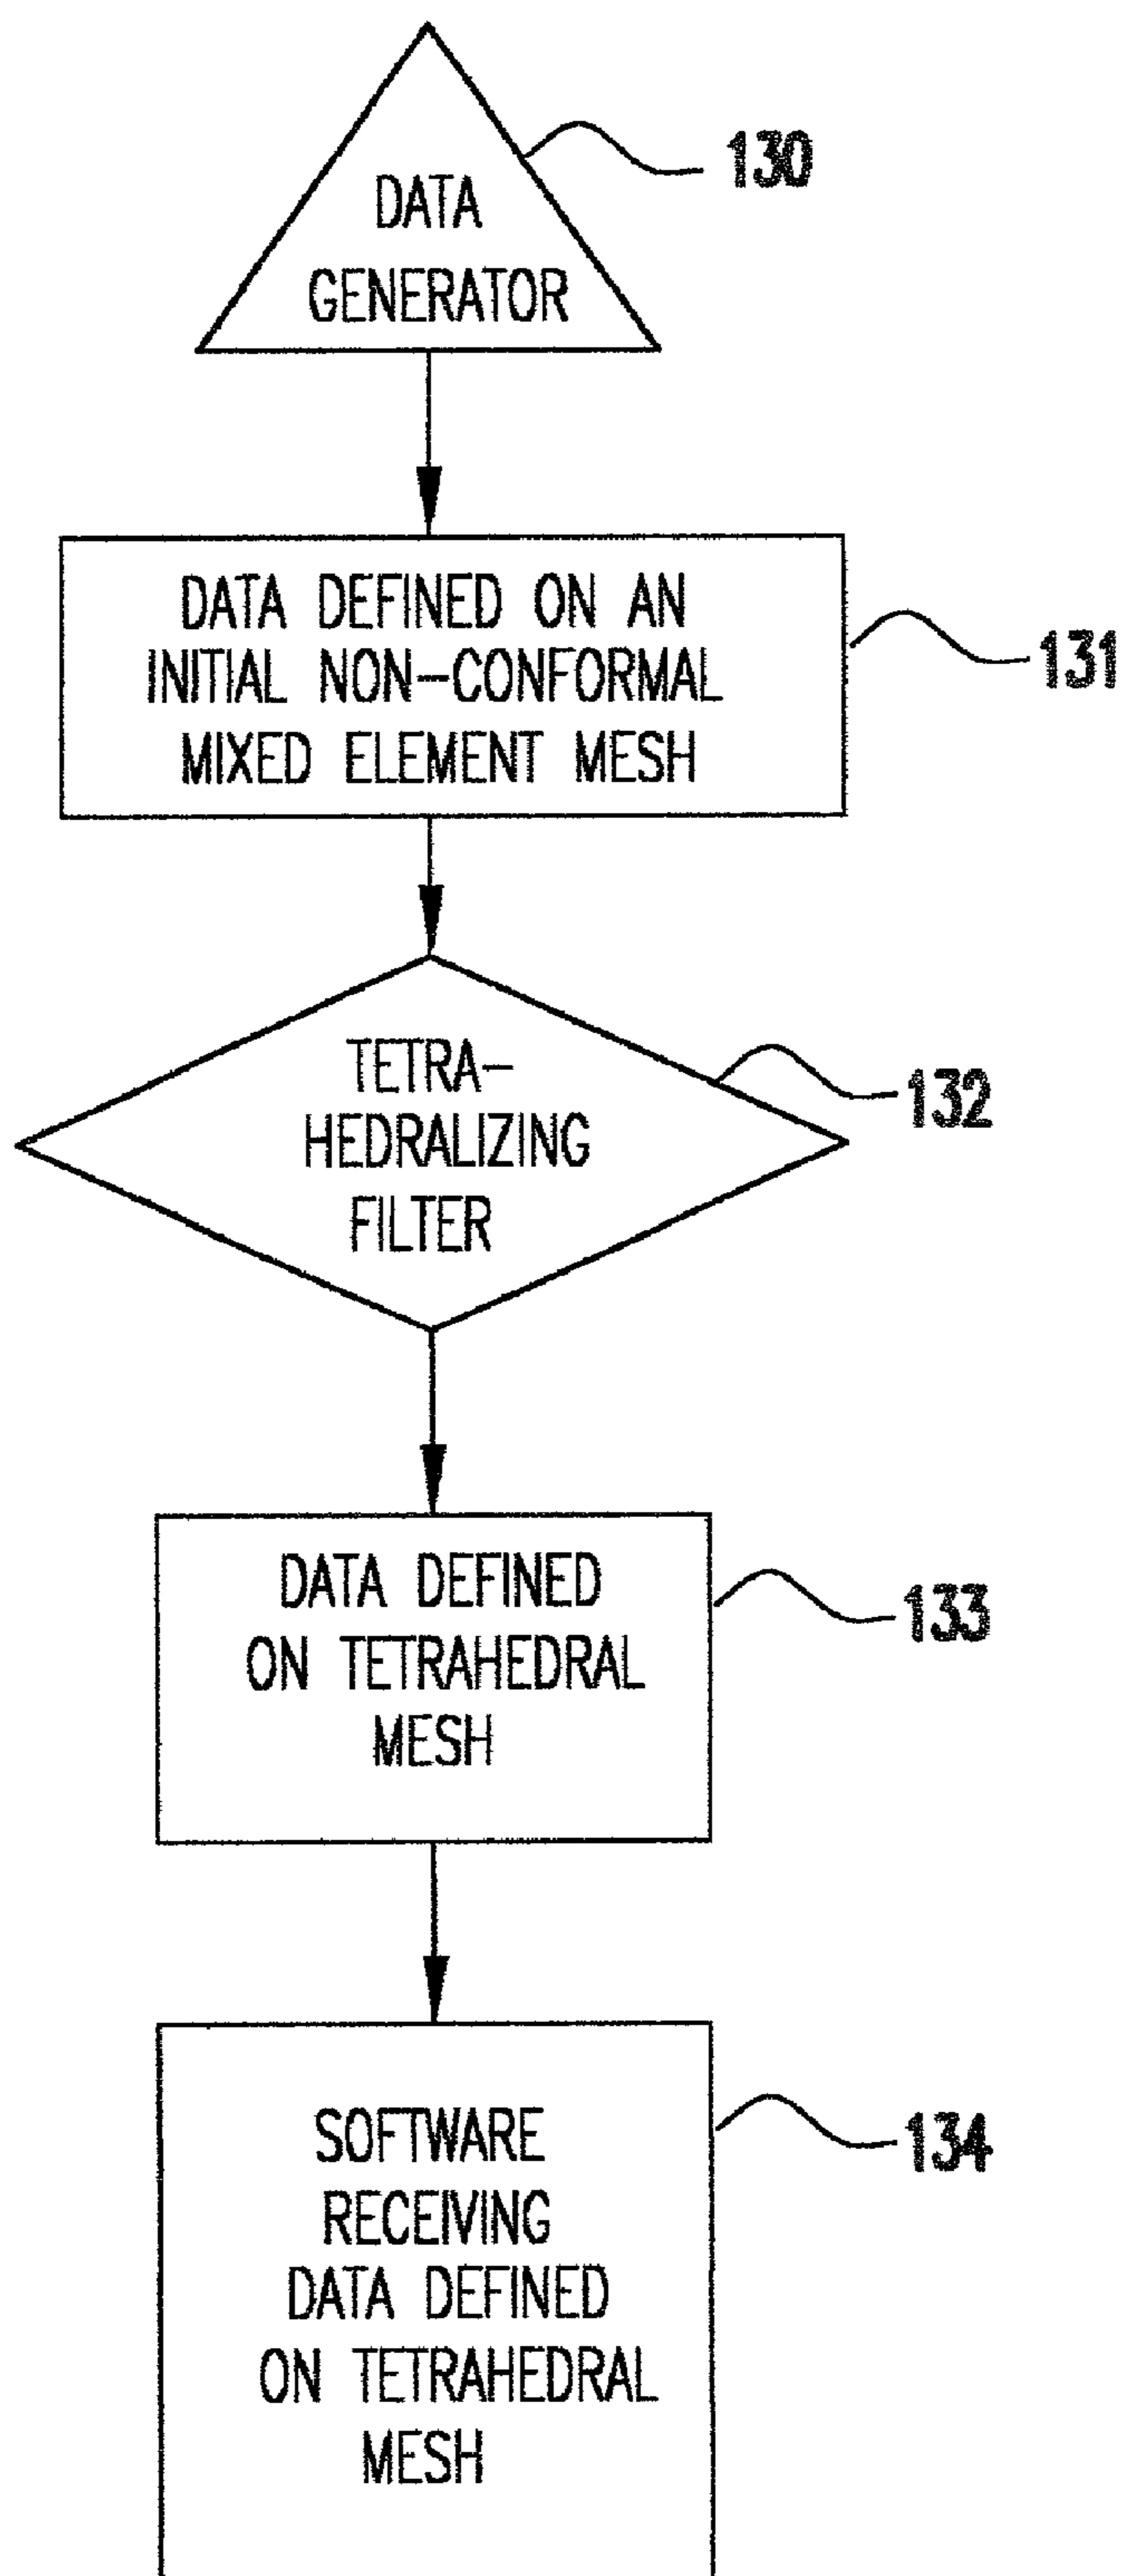 DATA
GENERATOR
130
DATA DEFINED ON AN
INITIAL NON-CONFORMAL
MIXED ELEMENT MESH
131
TETRA-
HEDRALIZING
FILTER
132
DATA DEFINED
ON TETRAHEDRAL
MESH
133
SOFTWARE
RECEIVING
DATA DEFINED
ON TETRAHEDRAL
MESH
134